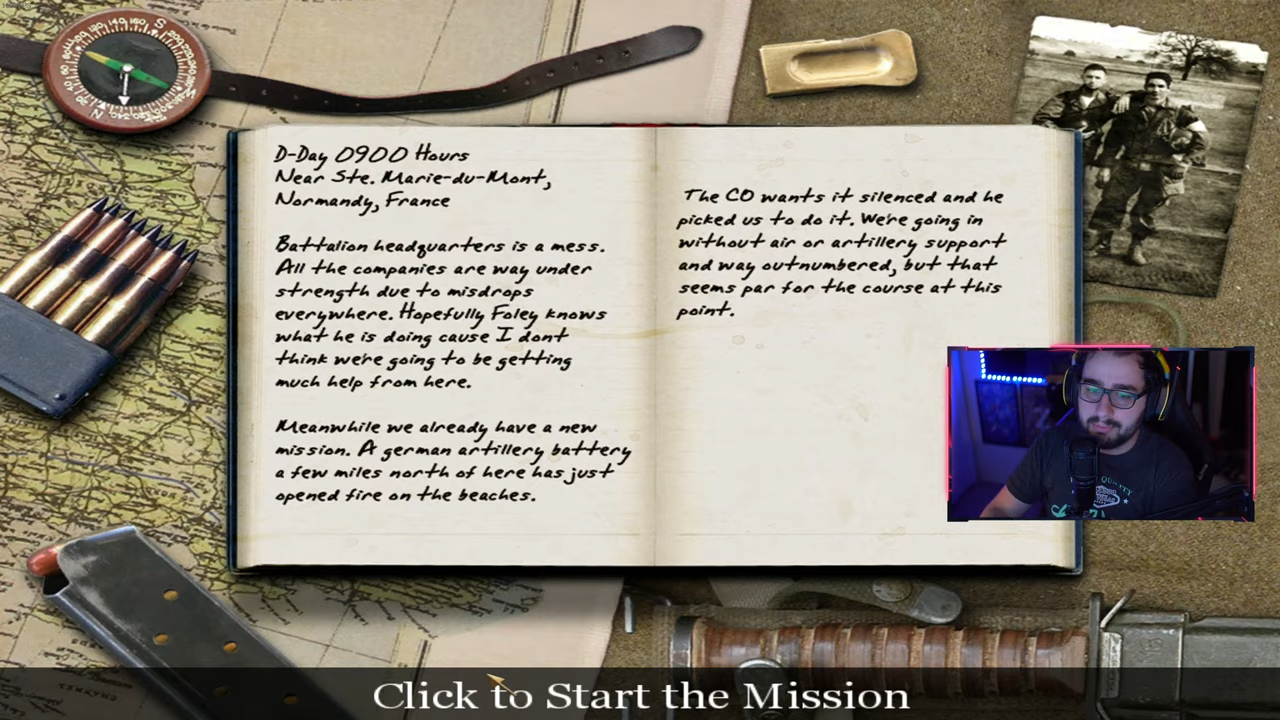 D-Day 0900 Hours
Near Ste. Marie-du-Mont,
Normandy, France
Battalion headquarters is a mess.
All the companies are way under
strength due to misdrops
everywhere. Hopefully Foley knows
what he is doing cause I dont
think we're going to be getting
much help from here.
Meanwhile we already have a new
mission. A german artillery battery
a few miles north of here has just
opened fire on the beaches.
The CO wants it silenced and he
picked us to do it. We're going in
without air or artillery support
and way outnumbered, but that
seems par for the course at this
point.
Click to Start the Mission